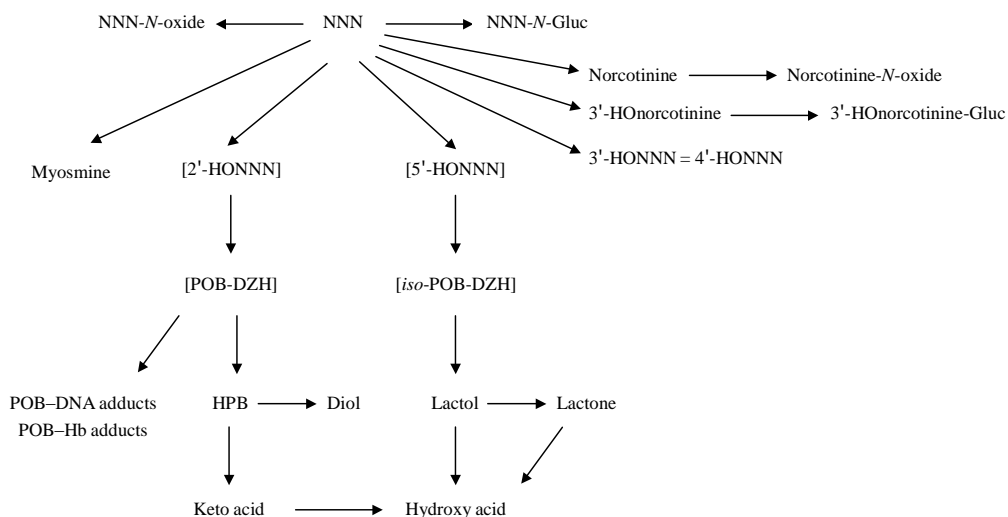 NNN-N-oxide NNN NNN-N-Gluc
Norcotinine Norcotinine-N-oxide
3'-HOnorcotinine 3'-HOnorcotinine-Gluc
Myosmine [2'-HONNN] [5'-HONNN] 3'-HONNN = 4'-HONNN
[POB-DZH] [iso-POB-DZH]
POB–DNA adducts HPB Diol Lactol Lactone
POB–Hb adducts
Keto acid Hydroxy acid